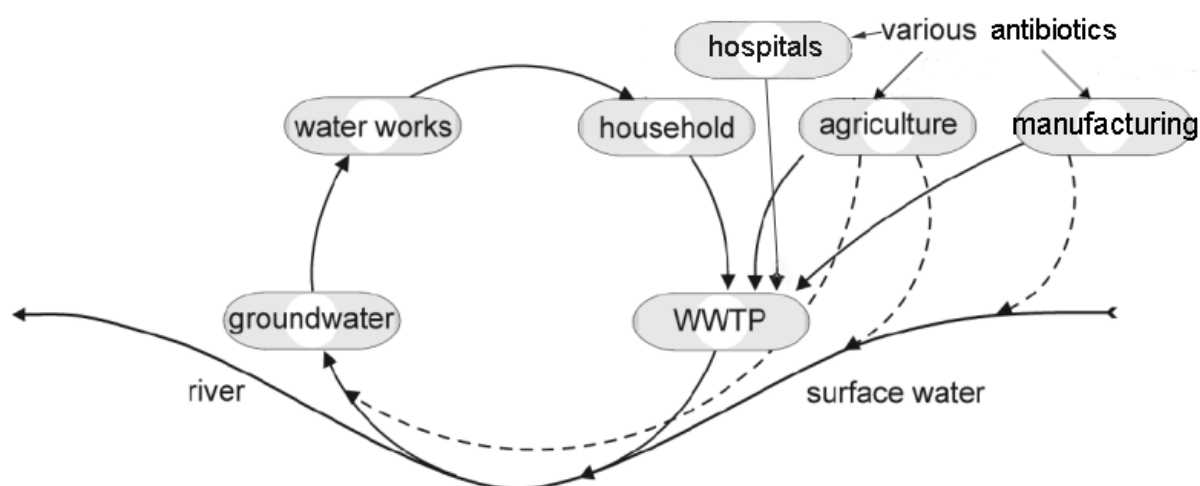 hospitals
various antibiotics
water works
household
agriculture
manufacturing
groundwater
WWTP
river
surface water